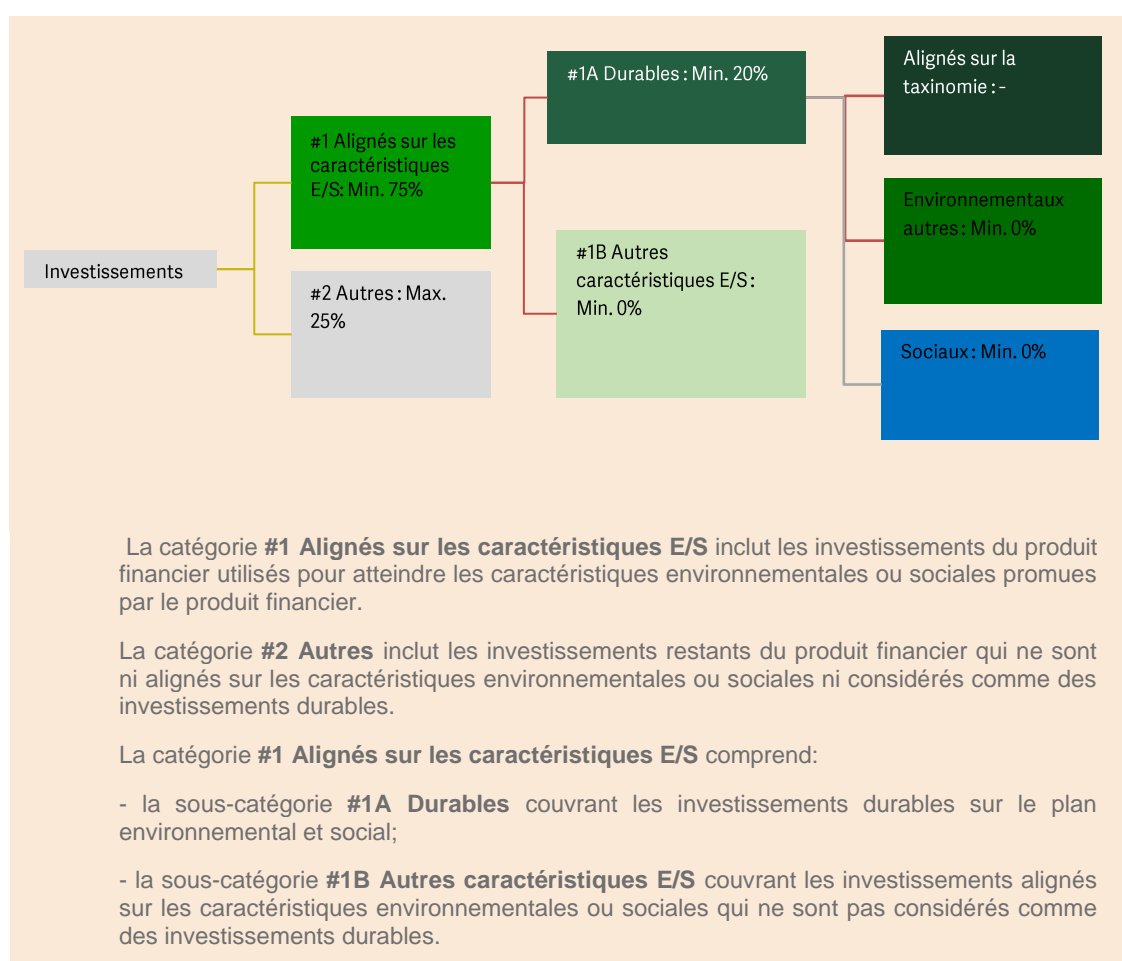 Investissements
#1 Alignés sur les
caractéristiques
E/S: Min. 75%
#2 Autres : Max.
25%
#1A Durables : Min. 20%
#1B Autres
caractéristiques E/S :
Min. 0%
Alignés sur la
taxinomie : -
Environnementaux
autres : Min. 0%
Sociaux : Min. 0%
La catégorie #1 Alignés sur les caractéristiques E/S inclut les investissements du produit
financier utilisés pour atteindre les caractéristiques environnementales ou sociales promues
par le produit financier.
La catégorie #2 Autres inclut les investissements restants du produit financier qui ne sont
ni alignés sur les caractéristiques environnementales ou sociales ni considérés comme des
investissements durables.
La catégorie #1 Alignés sur les caractéristiques E/S comprend:
- la sous-catégorie #1A Durables couvrant les investissements durables sur le plan
environnemental et social;
- la sous-catégorie #1B Autres caractéristiques E/S couvrant les investissements alignés
sur les caractéristiques environnementales ou sociales qui ne sont pas considérés comme
des investissements durables.